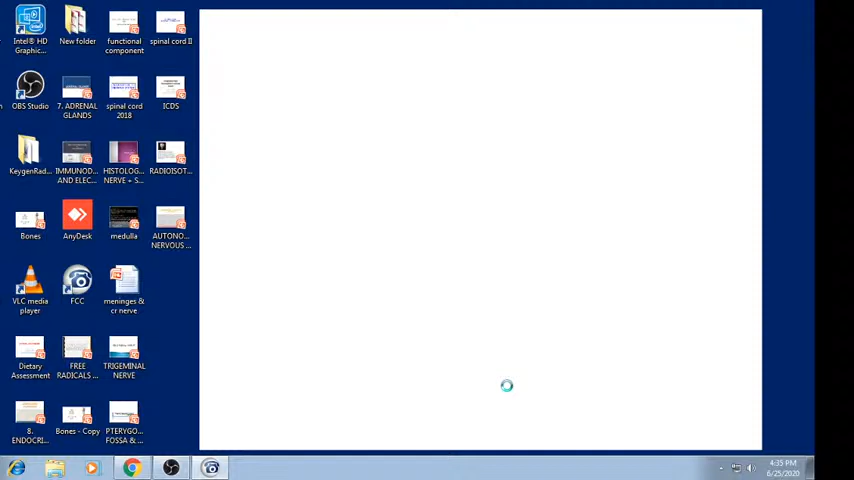 Intel® HD
Graphic...
New folder
functional
component
spinal cord II
OBS Studio
7. ADRENAL
GLANDS
spinal cord
2018
ICDS
KeygenRad...
IMMUNOD...
AND ELEC...
HISTOLOG...
NERVE + S...
RADIOISOT...
Bones
AnyDesk
medulla
AUTONO...
NERVOUS ...
VLC media
player
FCC
meninges &
cr nerve
Dietary
Assessment
FREE
RADICALS ...
TRIGEMINAL
NERVE
8.
ENDOCRI...
Bones - Copy
PTERYGO...
FOSSA & ...
4:35 PM
6/25/2020